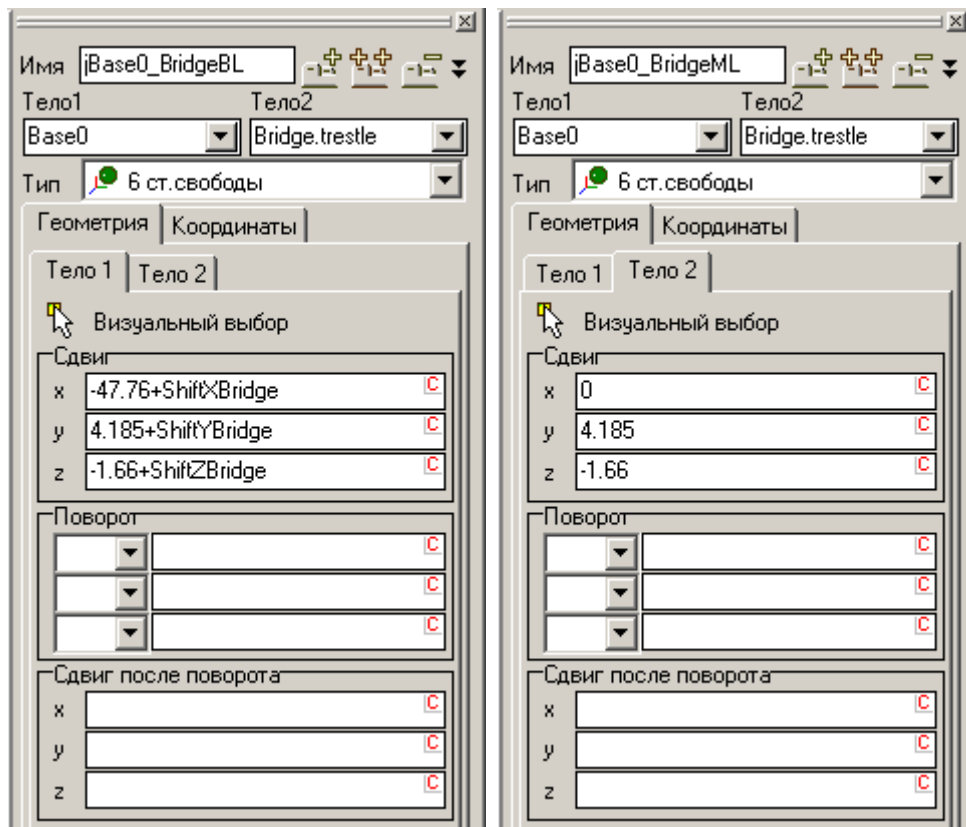 Имя jBase0_BridgeBL
Тело1 Тело2
Base0 Bridge.trestle
Тип 6 ст.свободы
Геометрия Координаты
Тело 1 Тело 2
Визуальный выбор
Сдвиг
x -47.76+ShiftXBridge C
y 4.185+ShiftYBridge C
z -1.66+ShiftZBridge C
Поворот
C
C
C
Сдвиг после поворота
x C
y C
z C
Имя jBase0_BridgeML
Тело1 Тело2
Base0 Bridge.trestle
Тип 6 ст.свободы
Геометрия Координаты
Тело 1 Тело 2
Визуальный выбор
Сдвиг
x 0 C
y 4.185 C
z -1.66 C
Поворот
C
C
C
Сдвиг после поворота
x C
y C
z C